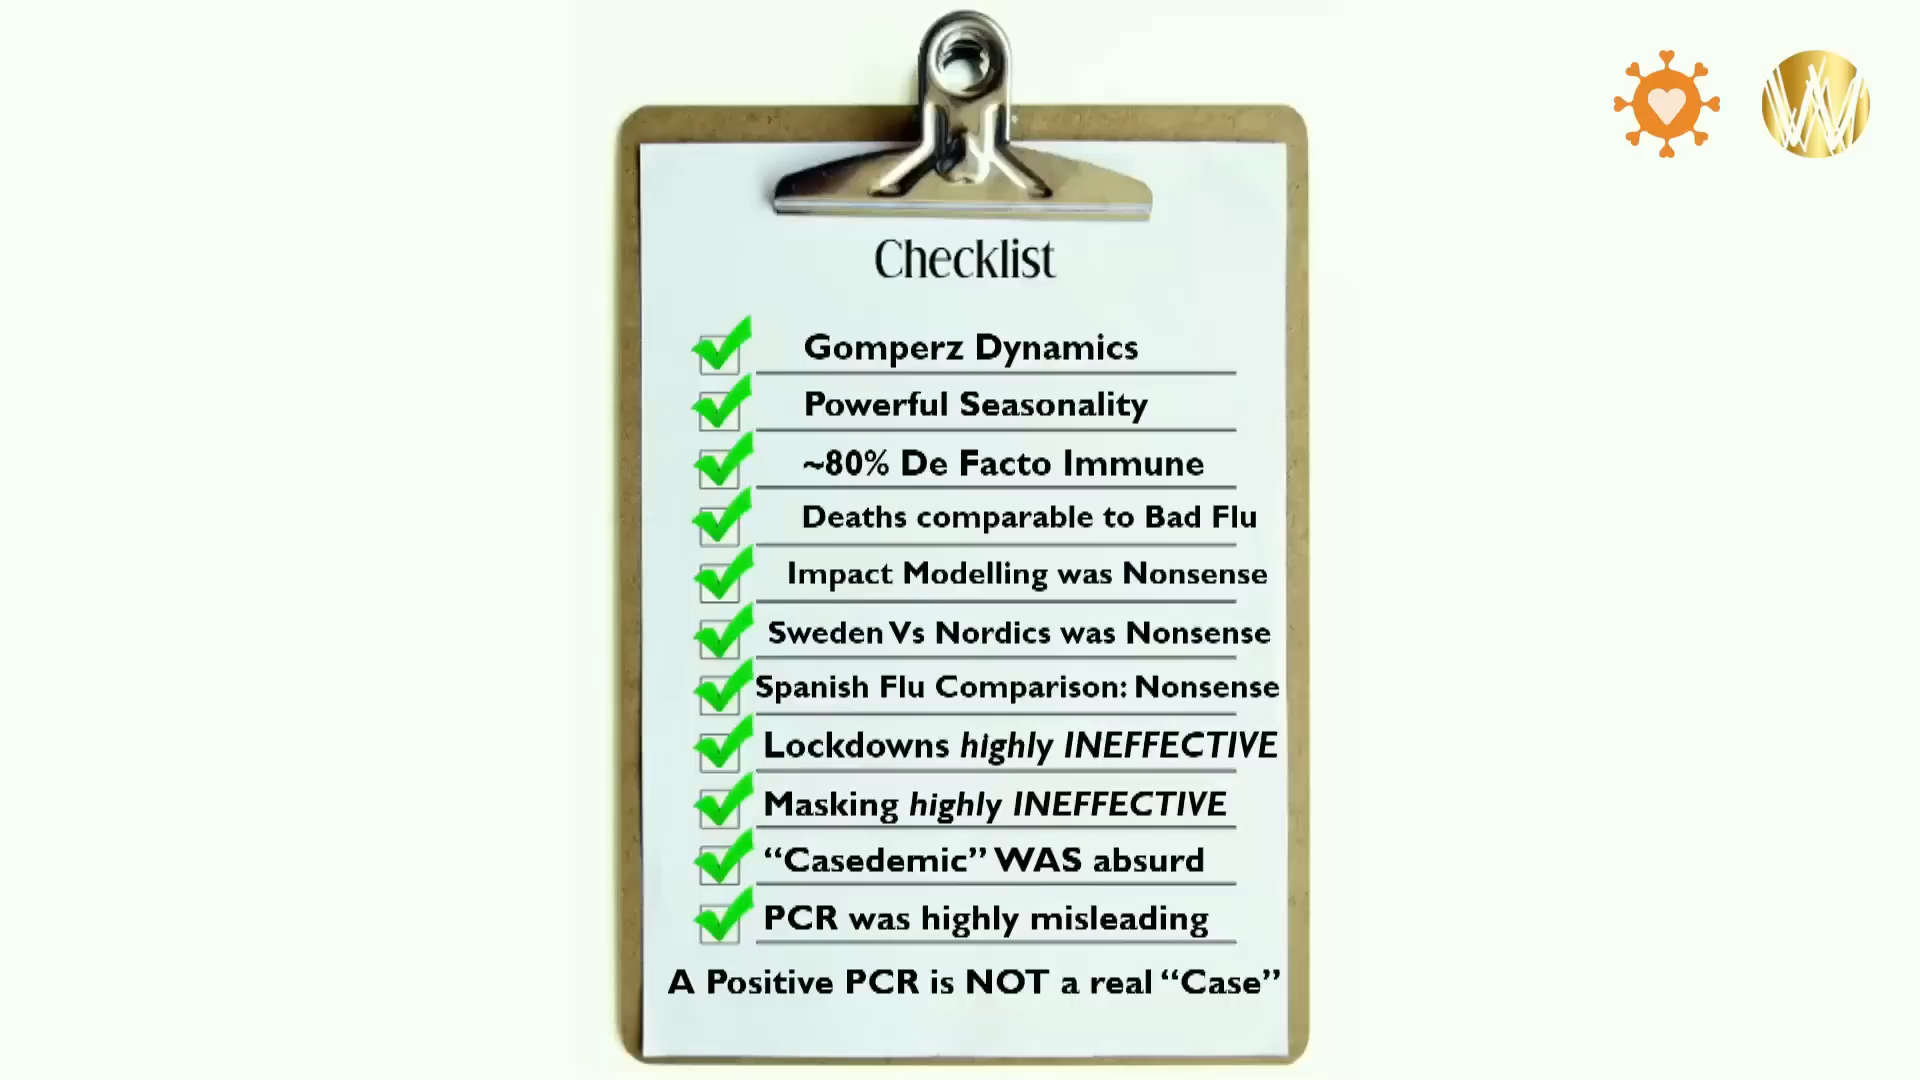 Checklist
Gomperz Dynamics
Powerful Seasonality
~80% De Facto Immune
Deaths comparable to Bad Flu
Impact Modelling was Nonsense
Sweden Vs Nordics was Nonsense
Spanish Flu Comparison: Nonsense
Lockdowns highly INEFFECTIVE
Masking highly INEFFECTIVE
“Casedemic” WAS absurd
PCR was highly misleading
A Positive PCR is NOT a real “Case”